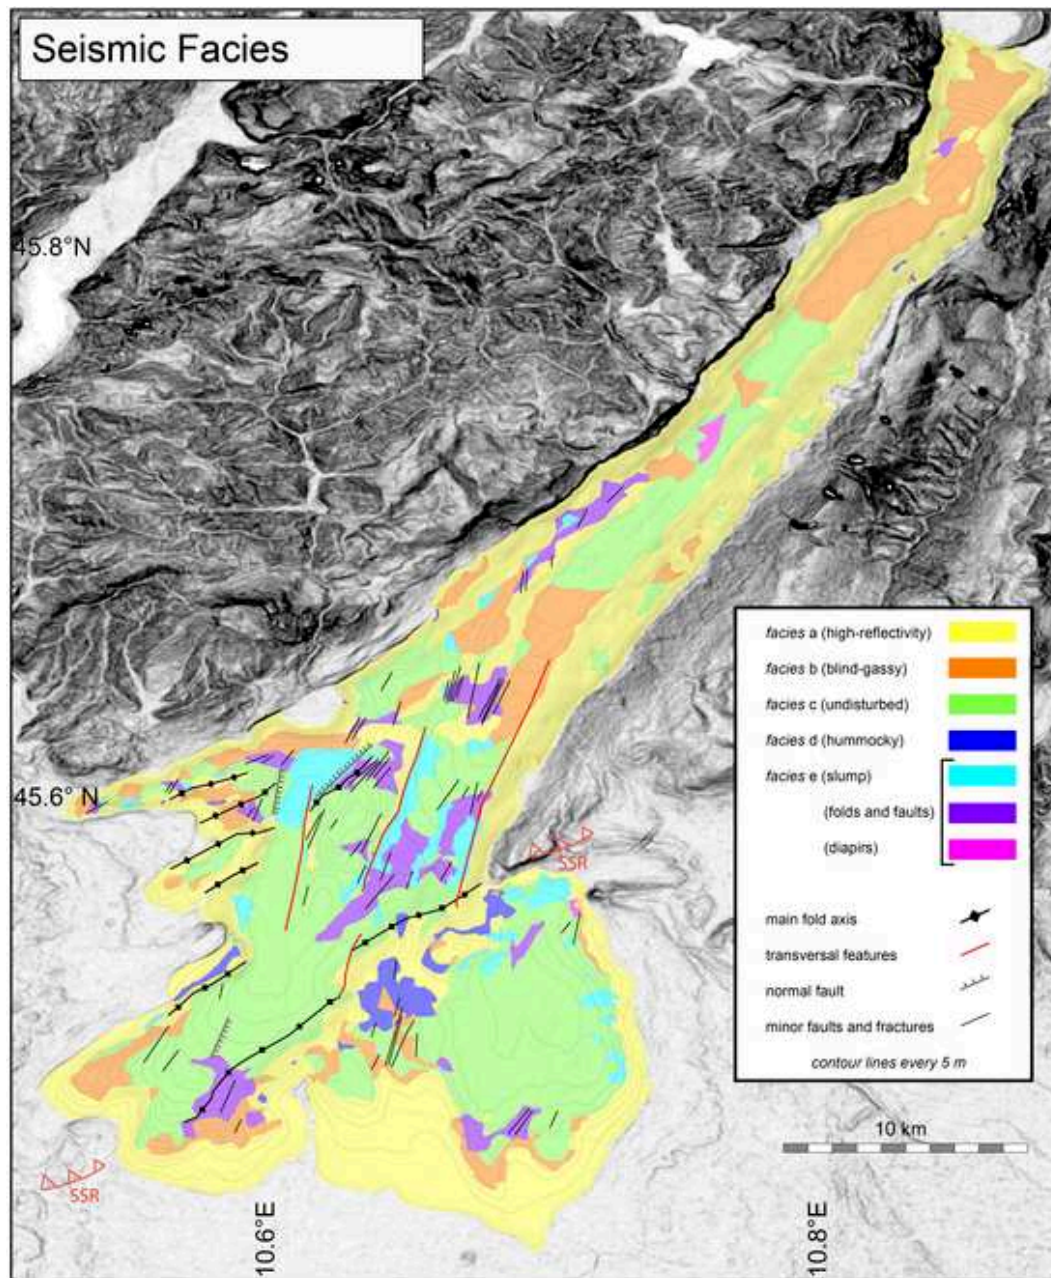 Seismic Facies
45.8°N
facies a (high-reflectivity)
facies b (blind-gassy)
facies c (undisturbed)
facies d (hummocky)
facies e (slump)
(folds and faults)
(diapirs)
main fold axis
transversal features
normal fault
minor faults and fractures
contour lines every 5 m
45.6° N
SSR
10 km
SSR
10.6°E
10.8°E